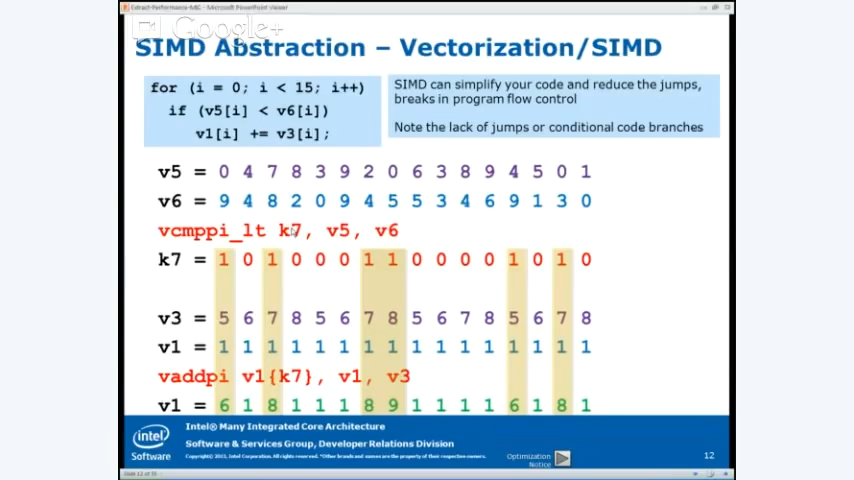 Extract-Performance-MIC - Microsoft PowerPoint viewer
Google+
SIMD Abstraction – Vectorization/SIMD
for (i = 0; i < 15; i++)
if (v5[i] < v6[i])
v1[i] += v3[i];
SIMD can simplify your code and reduce the jumps,
breaks in program flow control
Note the lack of jumps or conditional code branches
v5 = 0 4 7 8 3 9 2 0 6 3 8 9 4 5 0 1
v6 = 9 4 8 2 0 9 4 5 5 3 4 6 9 1 3 0
vcmppi_lt k7, v5, v6
k7 = 1 0 1 0 0 0 1 1 0 0 0 0 1 0 1 0
v3 = 5 6 7 8 5 6 7 8 5 6 7 8 5 6 7 8
v1 = 1 1 1 1 1 1 1 1 1 1 1 1 1 1 1 1
vaddpi v1{k7}, v1, v3
v1 = 6 1 8 1 1 1 8 9 1 1 1 1 6 1 8 1
intel
Software
Intel® Many Integrated Core Architecture
Software & Services Group, Developer Relations Division
Copyright© 2011, Intel Corporation. All rights reserved. *Other brands and names are the property of their respective owners.
Optimization
Notice
12